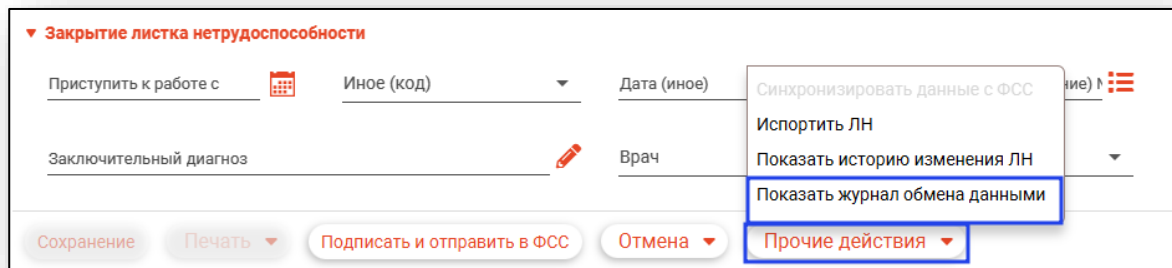 Закрытие листка нетрудоспособности
Приступить к работе с
Иное (код)
Дата (иное)
Синхронизировать данные с ФСС
Испортить ЛН
Показать историю изменения ЛН
Показать журнал обмена данными
Заключительный диагноз
Врач
Сохранение
Печать
Подписать и отправить в ФСС
Отмена
Прочие действия